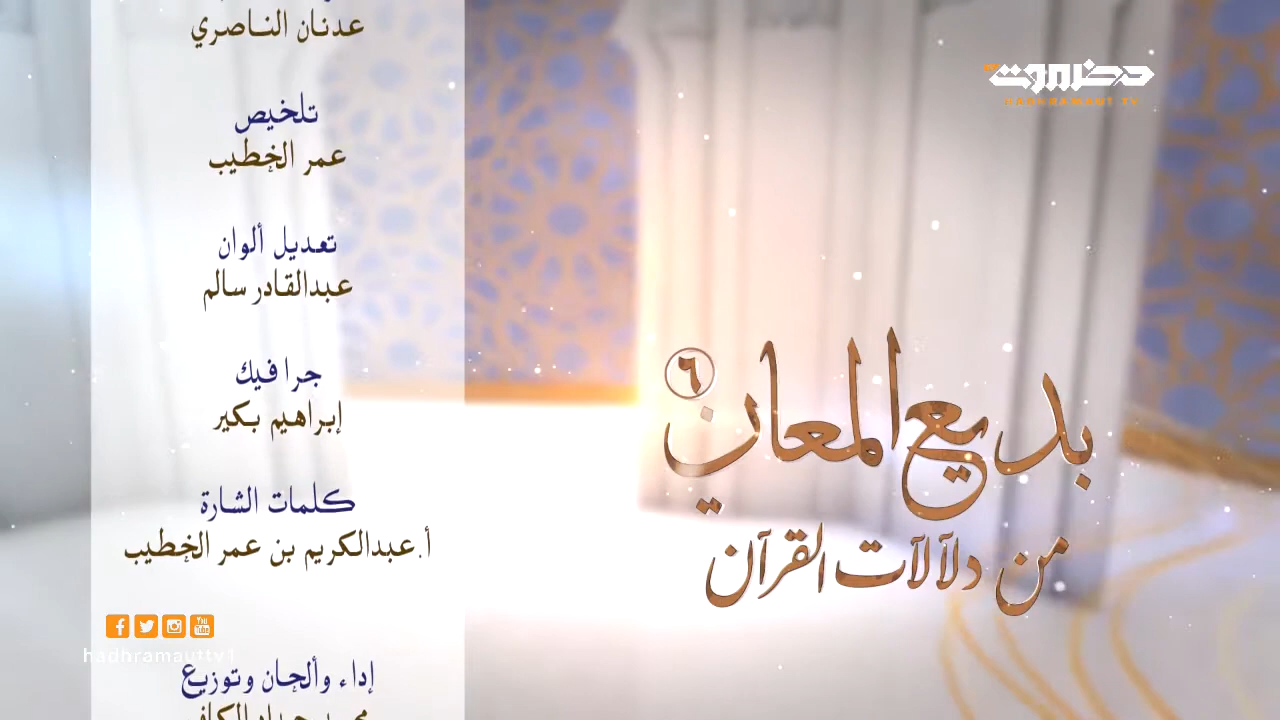 عدنان الناصري
تلخيص
عمر الخطيب
تعديل ألوان
عبدالقادر سالم
جرافيك
إبراهيم بكير
كلمات الشارة
أ.عبدالكريم بن عمر الخطيب
إداء وألحان وتوزيع
hadhramauttv1
حضرموت
HADHRAMAUT TV
بديع المعاني ٦
من دلالات القرآن